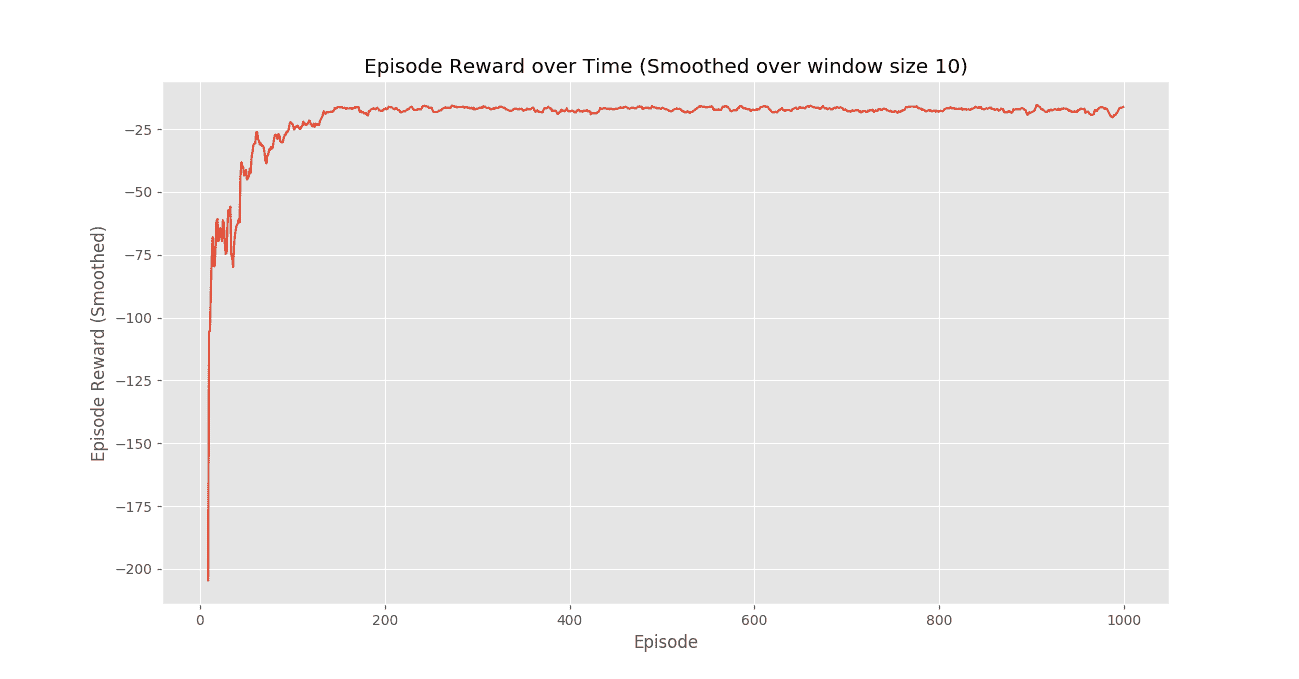 Episode Reward over Time (Smoothed over window size 10)
Episode Reward (Smoothed)
−25
−50
−75
−100
−125
−150
−175
−200
0 200 400 600 800 1000
Episode